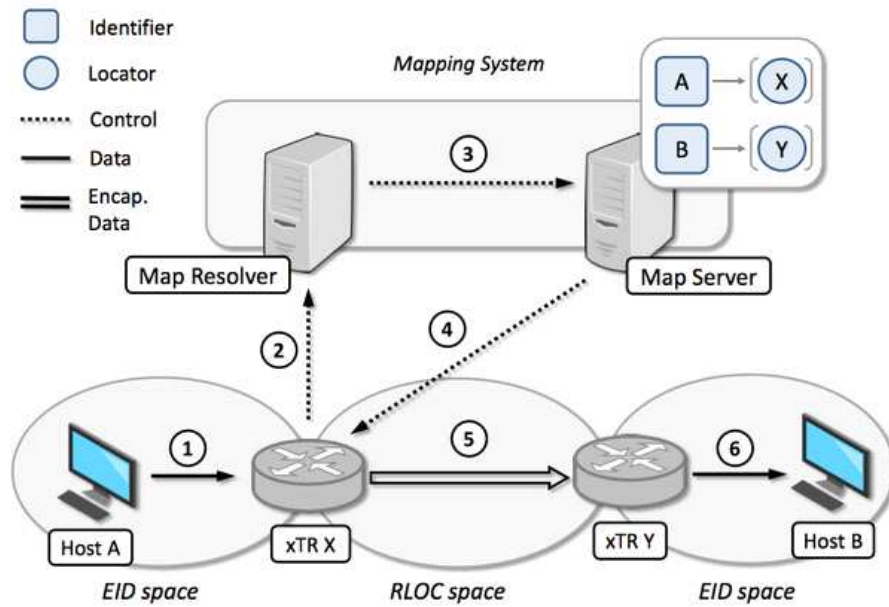 Identifier
Locator
Control
Data
Encap.
Data
Mapping System
A
X
B
Y
3
Map Resolver
Map Server
2
4
1
5
6
Host A
xTR X
xTR Y
Host B
EID space
RLOC space
EID space